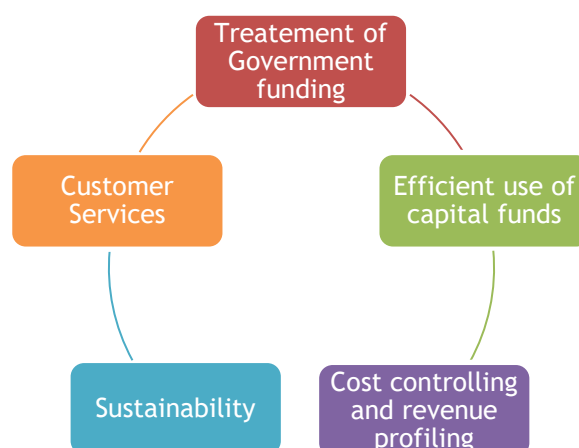 Treatement of
Government
funding
Customer
Services
Efficient use of
capital funds
Sustainability
Cost controlling
and revenue
profiling